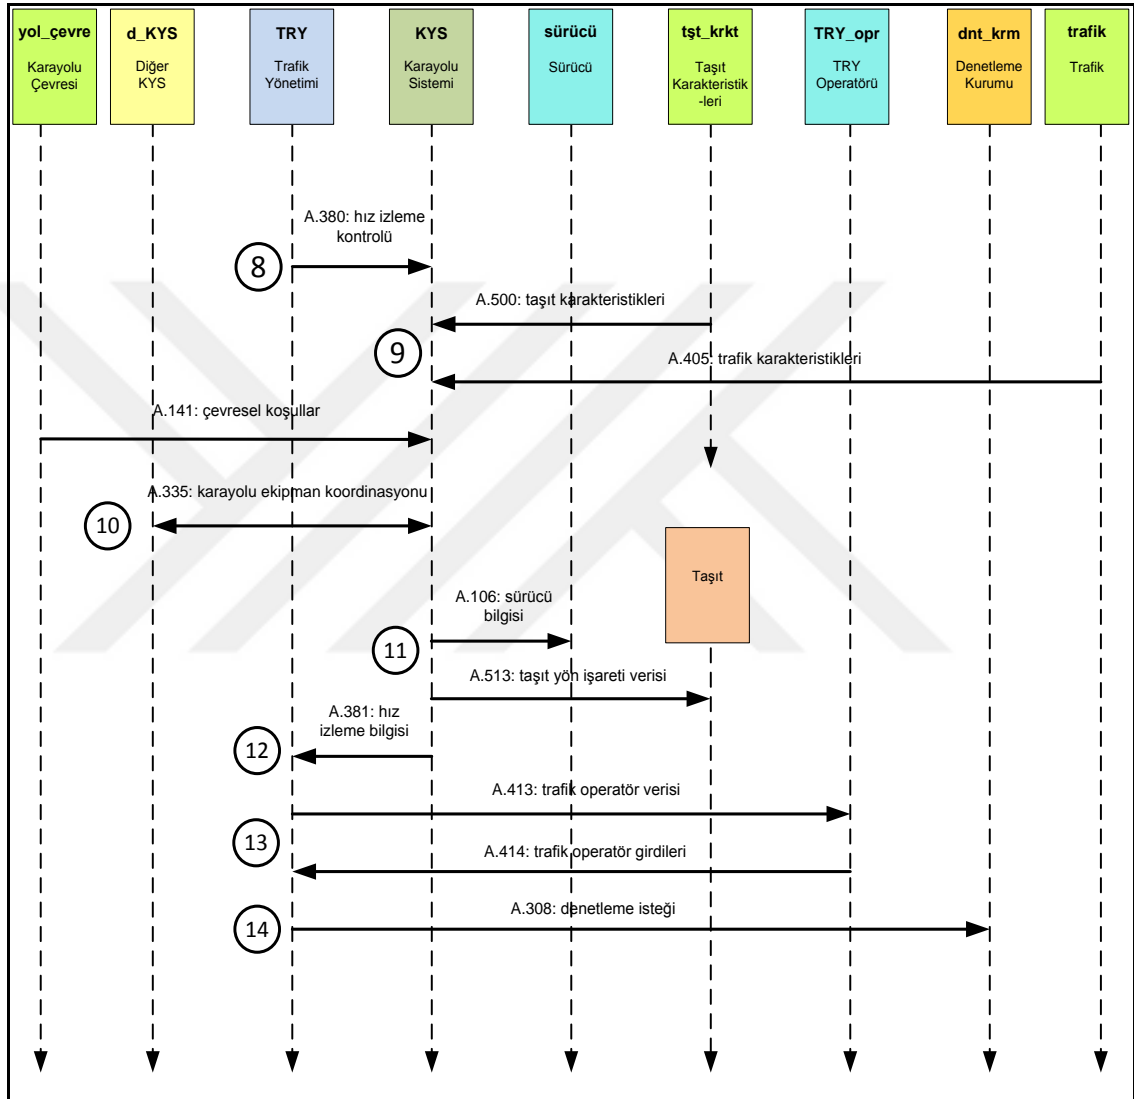 yol_çevre
Karayolu
Çevresi
d_KYS
Diğer
KYS
TRY
Trafik
Yönetimi
KYS
Karayolu
Sistemi
sürücü
Sürücü
tşt_krkt
Taşıt
Karakteristik
-leri
TRY_opr
TRY
Operatörü
dnt_krm
Denetleme
Kurumu
trafik
Trafik
A.380: hız izleme
kontrolü
8
A.500: taşıt karakteristikleri
9
A.405: trafik karakteristikleri
A.141: çevresel koşullar
A.335: karayolu ekipman koordinasyonu
10
Taşıt
A.106: sürücü
bilgisi
11
A.513: taşıt yön işareti verisi
A.381: hız
izleme bilgisi
12
A.413: trafik operatör verisi
13
A.414: trafik operatör girdileri
A.308: denetleme isteği
14